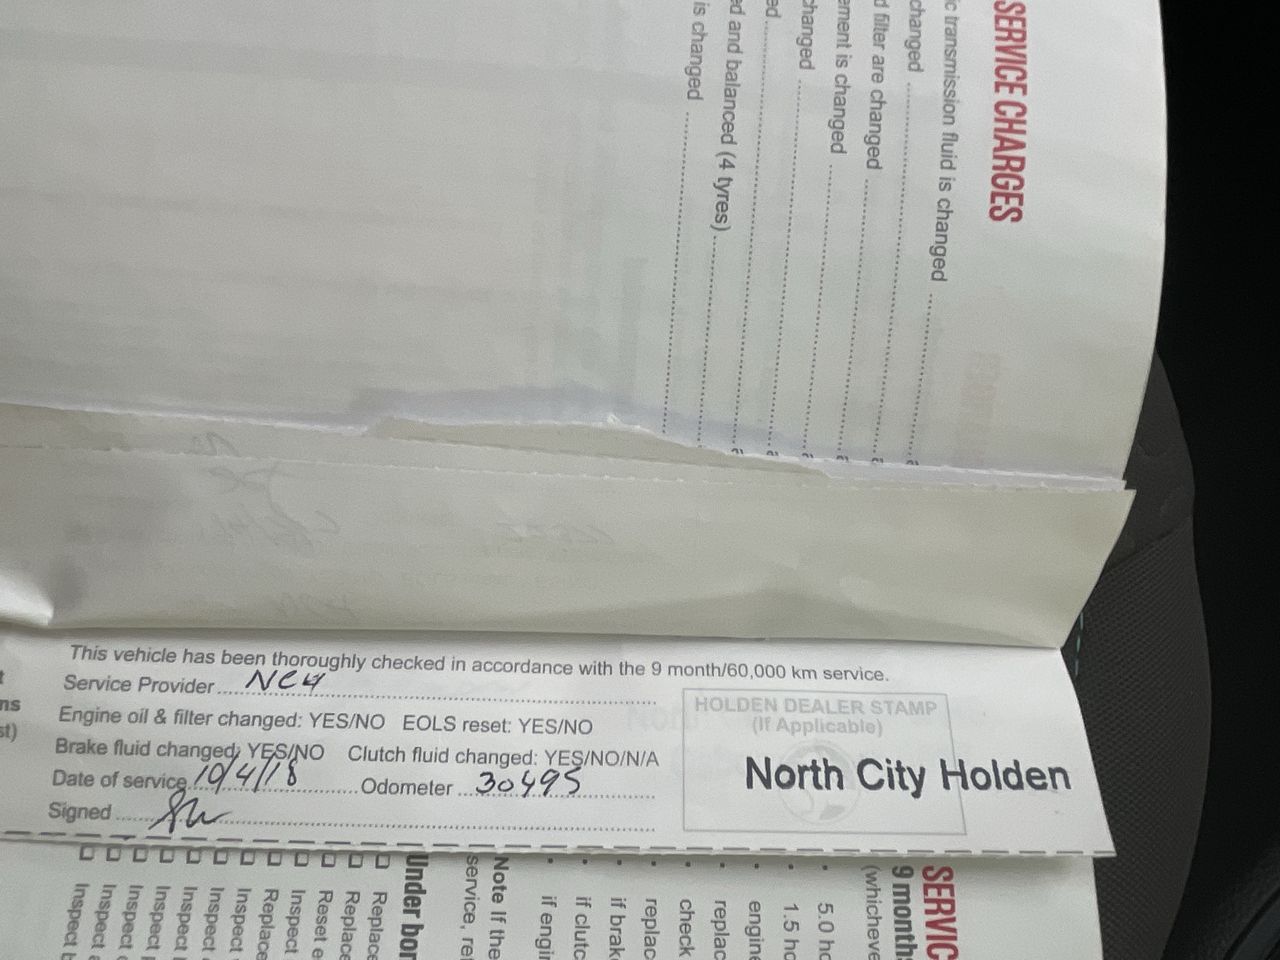 SERVICE CHARGES
c transmission fluid is changed
changed
d filter are changed
ement is changed
changed
ed
ed and balanced (4 tyres)
is changed
This vehicle has been thoroughly checked in accordance with the 9 month/60,000 km service.
Service Provider NCH
Engine oil & filter changed: YES/NO EOLS reset: YES/NO
Brake fluid changed: YES/NO Clutch fluid changed: YES/NO/N/A
Date of service 10/4/18 Odometer 30495
Signed
HOLDEN DEALER STAMP
(If Applicable)
North City Holden
t
ns
st)
SERVIC
9 month
(whicheve
• 5.0 ho
• 1.5 ho
• engine
• replac
check
replac
• if brak
• if clutc
• if engin
Note If the
service, re
Under bon
Replace
Replace
Reset e
Inspect
Replace
Inspect
Inspect
Inspect
Inspect
Inspect
Inspect
Inspect